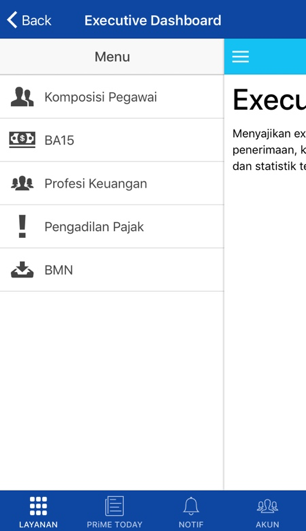 Back
Executive Dashboard
Menu
Komposisi Pegawai
BA15
Profesi Keuangan
Pengadilan Pajak
BMN
Menyajikan ex
penerimaan, k
dan statistik te
LAYANAN
PRiME TODAY
NOTIF
AKUN